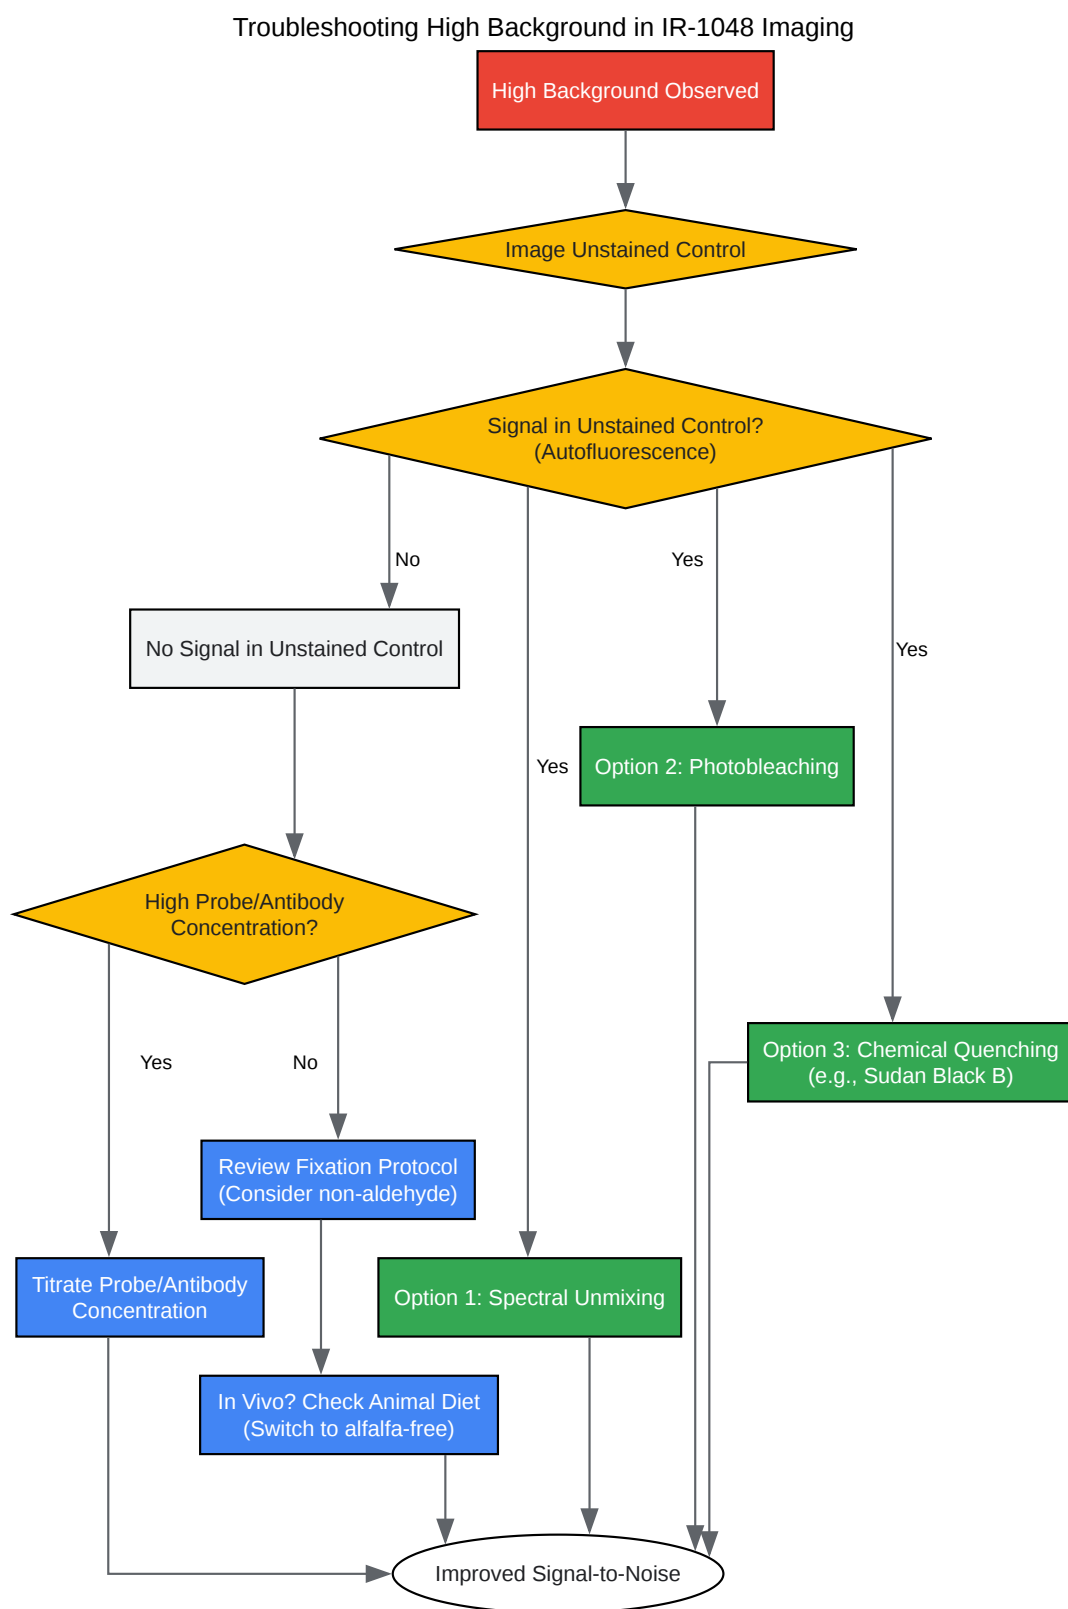 Troubleshooting High Background in IR-1048 Imaging
High Background Observed
Image Unstained Control
Signal in Unstained Control?
(Autofluorescence)
No
Yes
No Signal in Unstained Control
Yes
Yes
Option 2: Photobleaching
High Probe/Antibody
Concentration?
Option 3: Chemical Quenching
(e.g., Sudan Black B)
Yes
No
Review Fixation Protocol
(Consider non-aldehyde)
Titrate Probe/Antibody
Concentration
Option 1: Spectral Unmixing
In Vivo? Check Animal Diet
(Switch to alfalfa-free)
Improved Signal-to-Noise